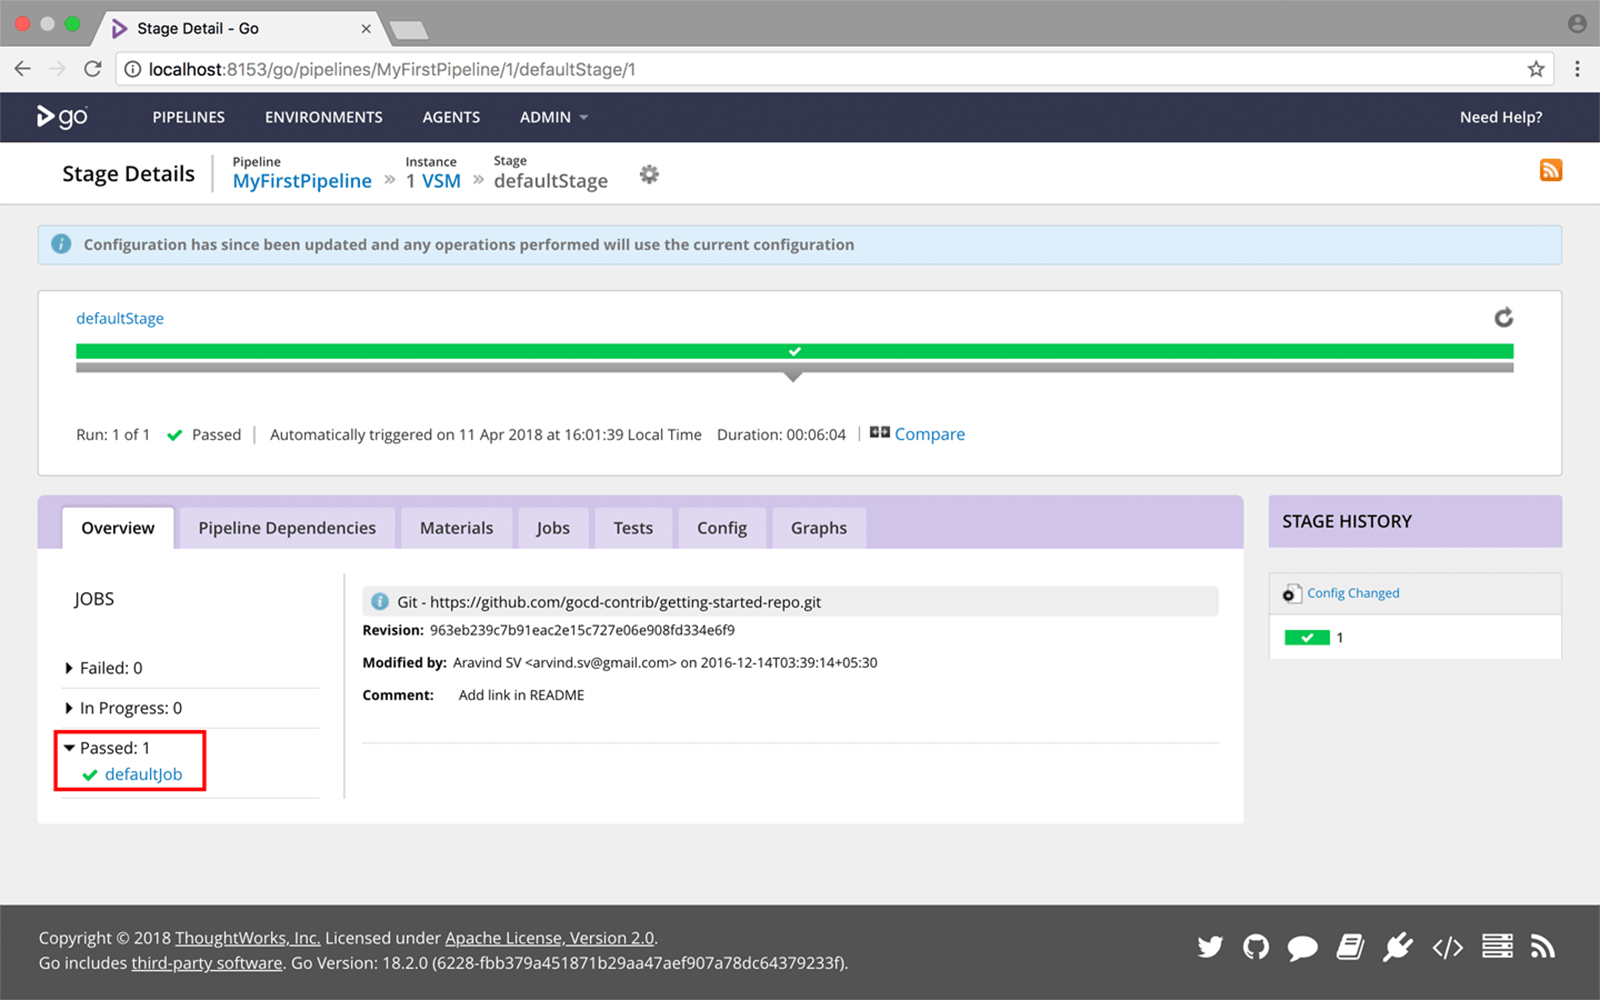 Stage Detail - Go
localhost:8153/go/pipelines/MyFirstPipeline/1/defaultStage/1
go PIPELINES ENVIRONMENTS AGENTS ADMIN Need Help?
Stage Details
Pipeline Instance Stage
MyFirstPipeline » 1 VSM » defaultStage
Configuration has since been updated and any operations performed will use the current configuration
defaultStage
Run: 1 of 1 Passed | Automatically triggered on 11 Apr 2018 at 16:01:39 Local Time Duration: 00:06:04 | Compare
Overview Pipeline Dependencies Materials Jobs Tests Config Graphs
JOBS
Failed: 0
In Progress: 0
Passed: 1
defaultJob
Git - https://github.com/gocd-contrib/getting-started-repo.git
Revision: 963eb239c7b91eac2e15c727e06e908fd334e6f9
Modified by: Aravind SV <arvind.sv@gmail.com> on 2016-12-14T03:39:14+05:30
Comment: Add link in README
STAGE HISTORY
Config Changed
1
Copyright © 2018 ThoughtWorks, Inc. Licensed under Apache License, Version 2.0.
Go includes third-party software. Go Version: 18.2.0 (6228-fbb379a451871b29aa47aef907a78dc64379233f).